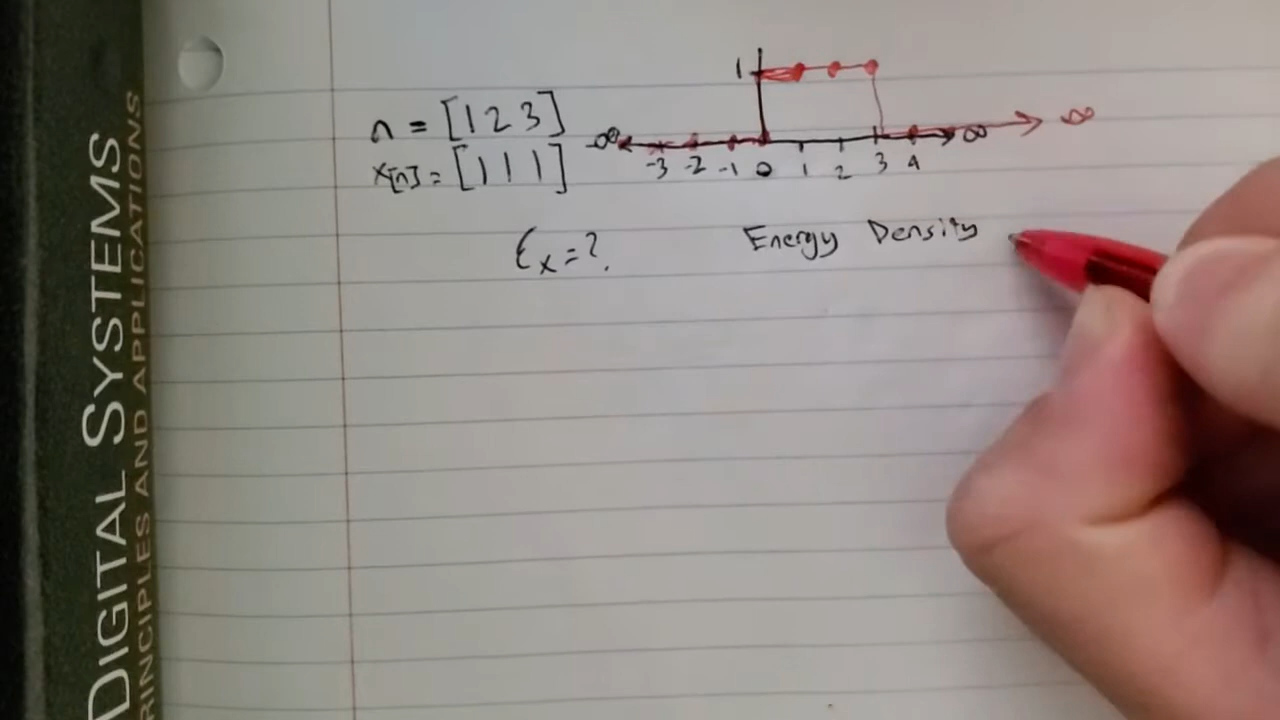 DIGITAL SYSTEMS
PRINCIPLES AND APPLICATIONS
n = [1 2 3]
x[n] = [1 1 1]
1
-∞
∞
∞
-3 -2 -1 0 1 2 3 4
Ex = ?
Energy Density